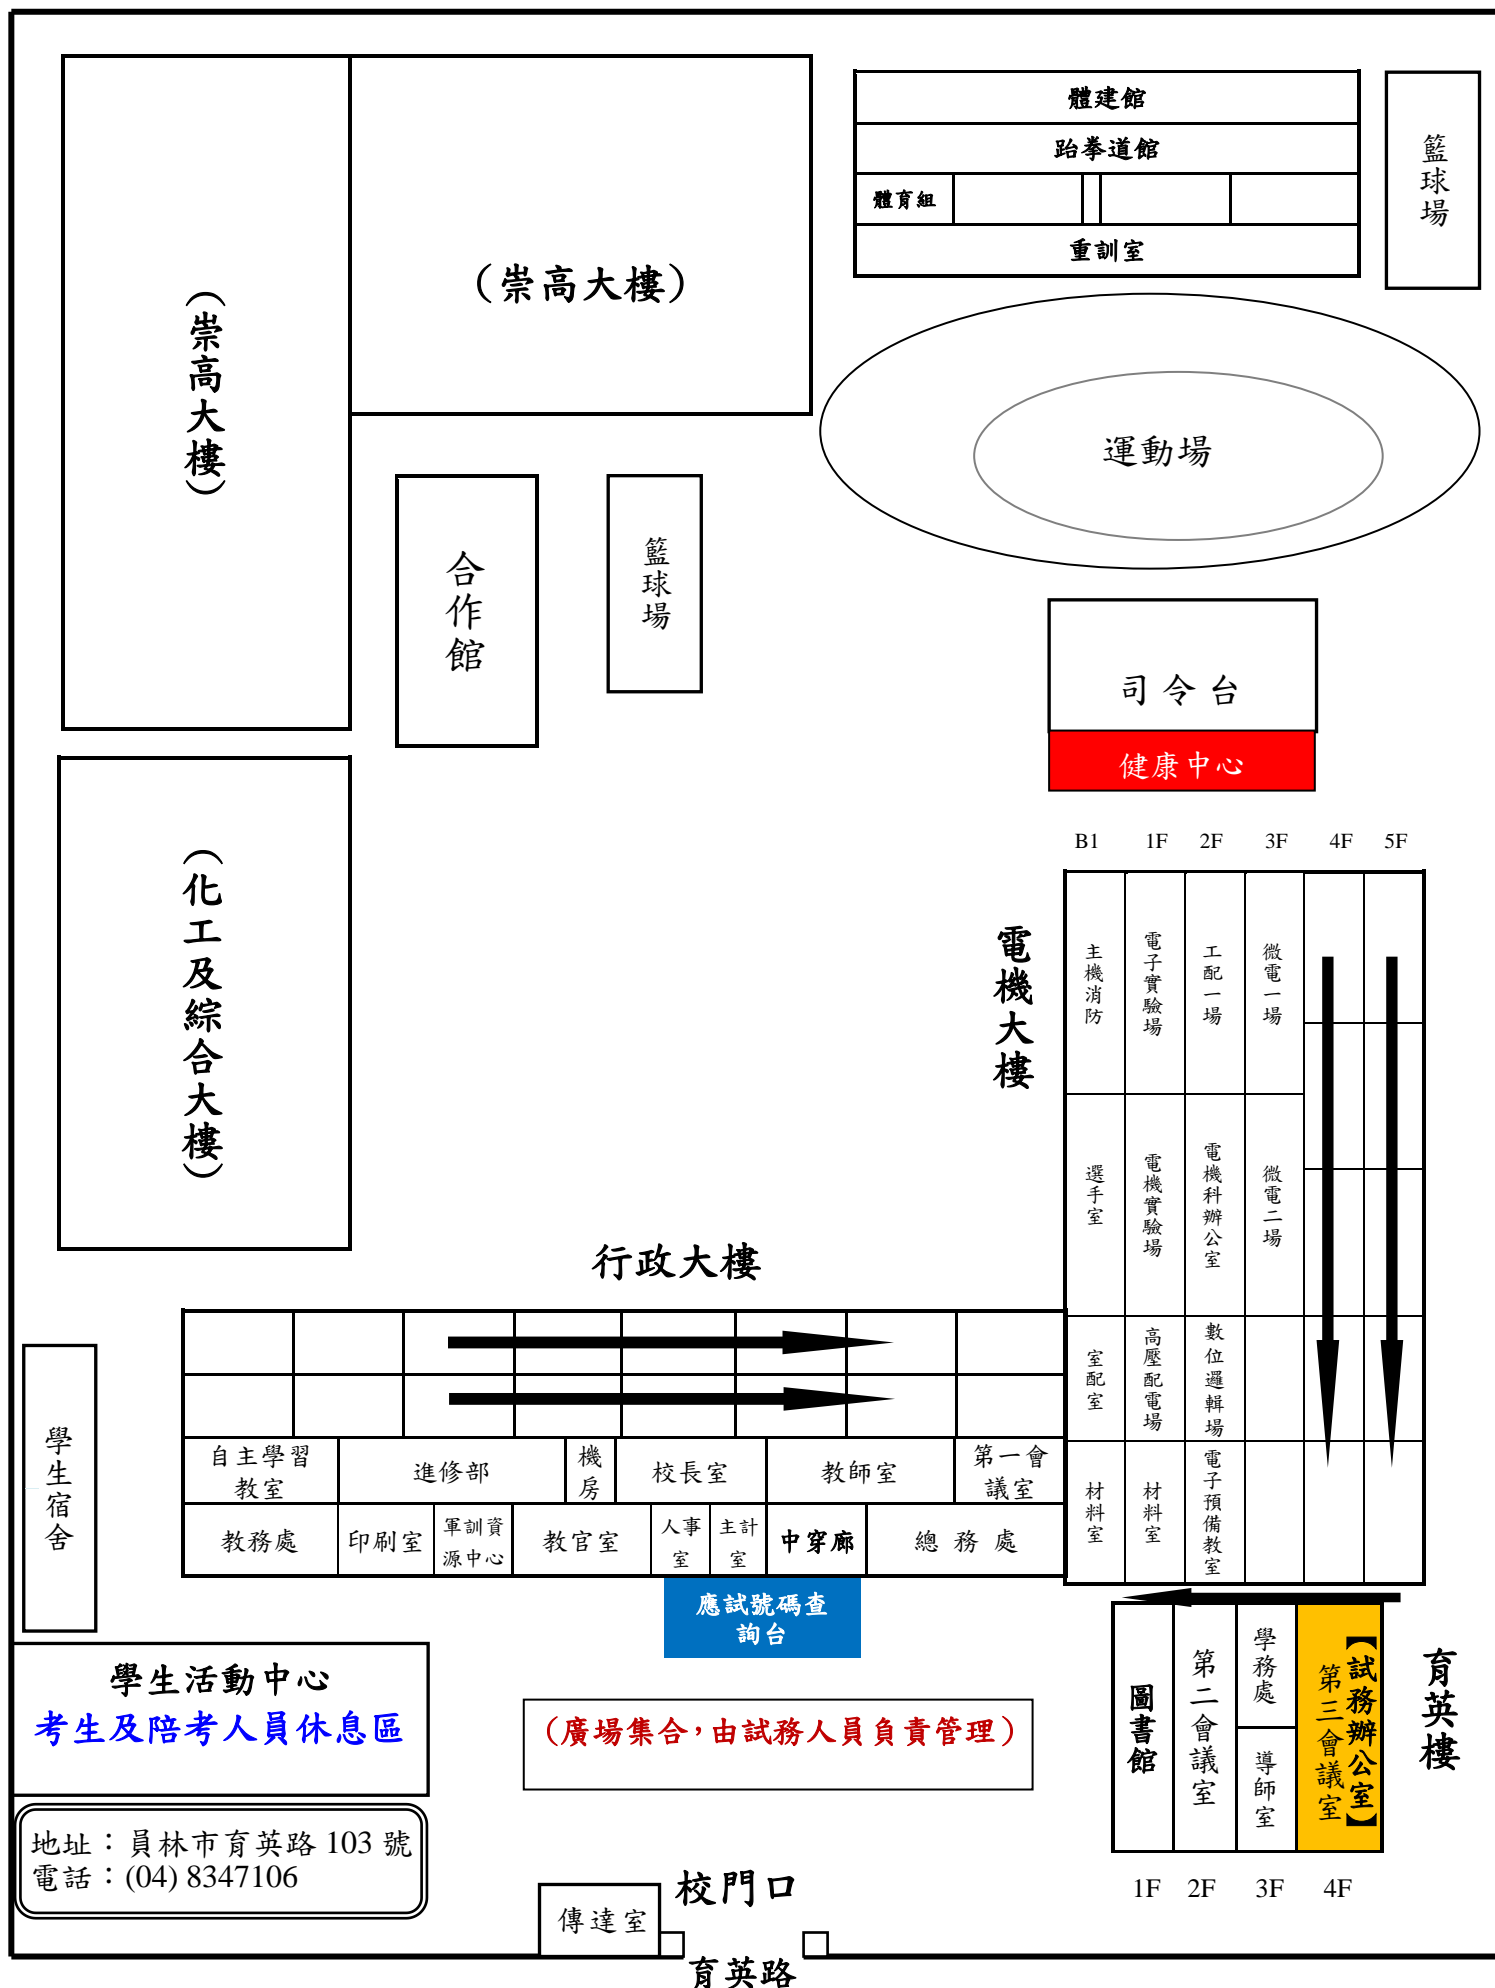 體建館
跆拳道館
體育組
重訓室
籃球場
(崇高大樓)
(崇高大樓)
運動場
合作館
籃球場
司令台
健康中心
B1 1F 2F 3F 4F 5F
(化工及綜合大樓)
電機大樓
主機消防
電子實驗場
工配一場
微電一場
選手室
電機實驗場
電機科辦公室
微電二場
室配室
高壓配電場
數位邏輯場
材料室
材料室
電子預備教室
行政大樓
自主學習
教室
進修部
機房
校長室
教師室
第一會
議室
教務處
印刷室
軍訓資
源中心
教官室
人事
室
主計
室
中穿廊
總務處
學生宿舍
應試號碼查
詢台
學生活動中心
考生及陪考人員休息區
(廣場集合,由試務人員負責管理)
圖書館
第二會議室
學務處
導師室
【試務辦公室】
第三會議室
育英樓
1F 2F 3F 4F
地址：員林市育英路 103 號
電話：(04) 8347106
校門口
傳達室
育英路